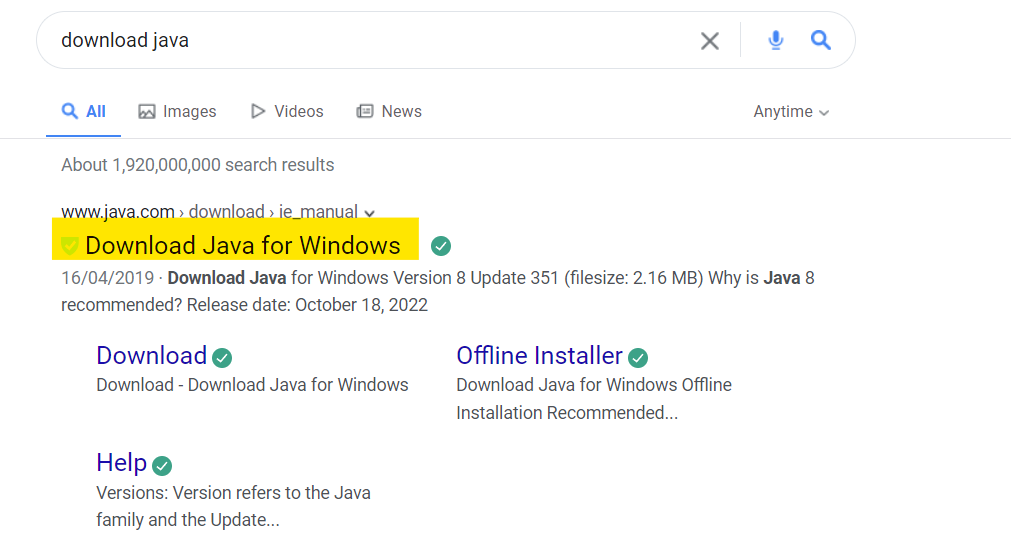 download java
All Images Videos News Anytime
About 1,920,000,000 search results
www.java.com › download › ie_manual
Download Java for Windows
16/04/2019 · Download Java for Windows Version 8 Update 351 (filesize: 2.16 MB) Why is Java 8
recommended? Release date: October 18, 2022
Download
Download - Download Java for Windows
Offline Installer
Download Java for Windows Offline
Installation Recommended...
Help
Versions: Version refers to the Java
family and the Update...